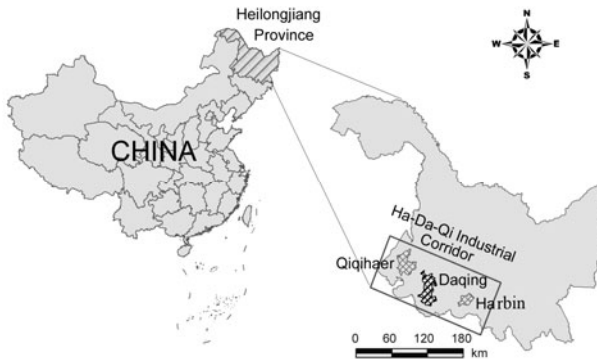 Heilongjiang
Province
N
W E
S
CHINA
Ha-Da-Qi Industrial
Corridor
Qiqihaer
Daqing
Harbin
0 60 120 180
km